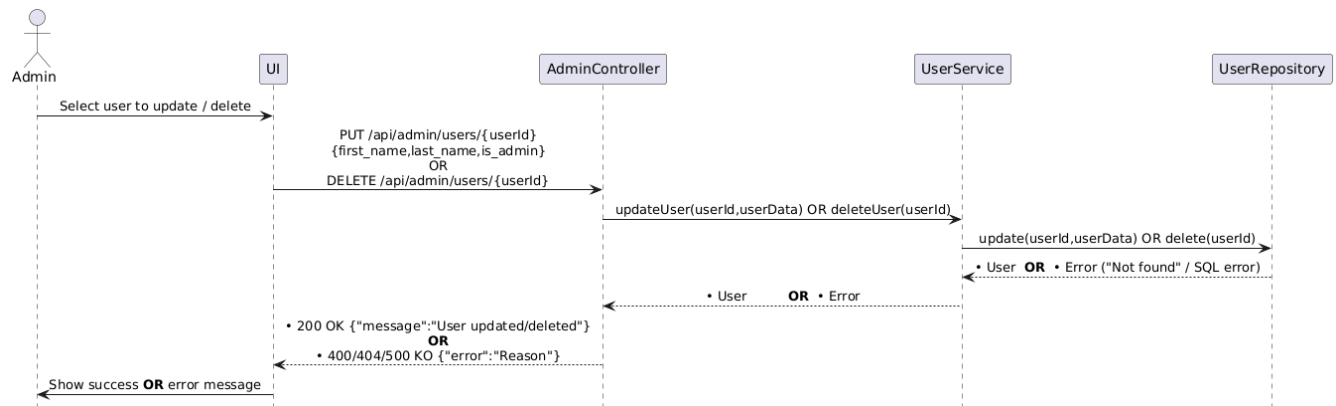 Admin
UI
AdminController
UserService
UserRepository
Select user to update / delete
PUT /api/admin/users/{userId}
{first_name,last_name,is_admin}
OR
DELETE /api/admin/users/{userId}
updateUser(userId,userData) OR deleteUser(userId)
update(userId,userData) OR delete(userId)
• User OR • Error ("Not found" / SQL error)
• User OR • Error
• 200 OK {"message":"User updated/deleted"}
OR
• 400/404/500 KO {"error":"Reason"}
Show success OR error message